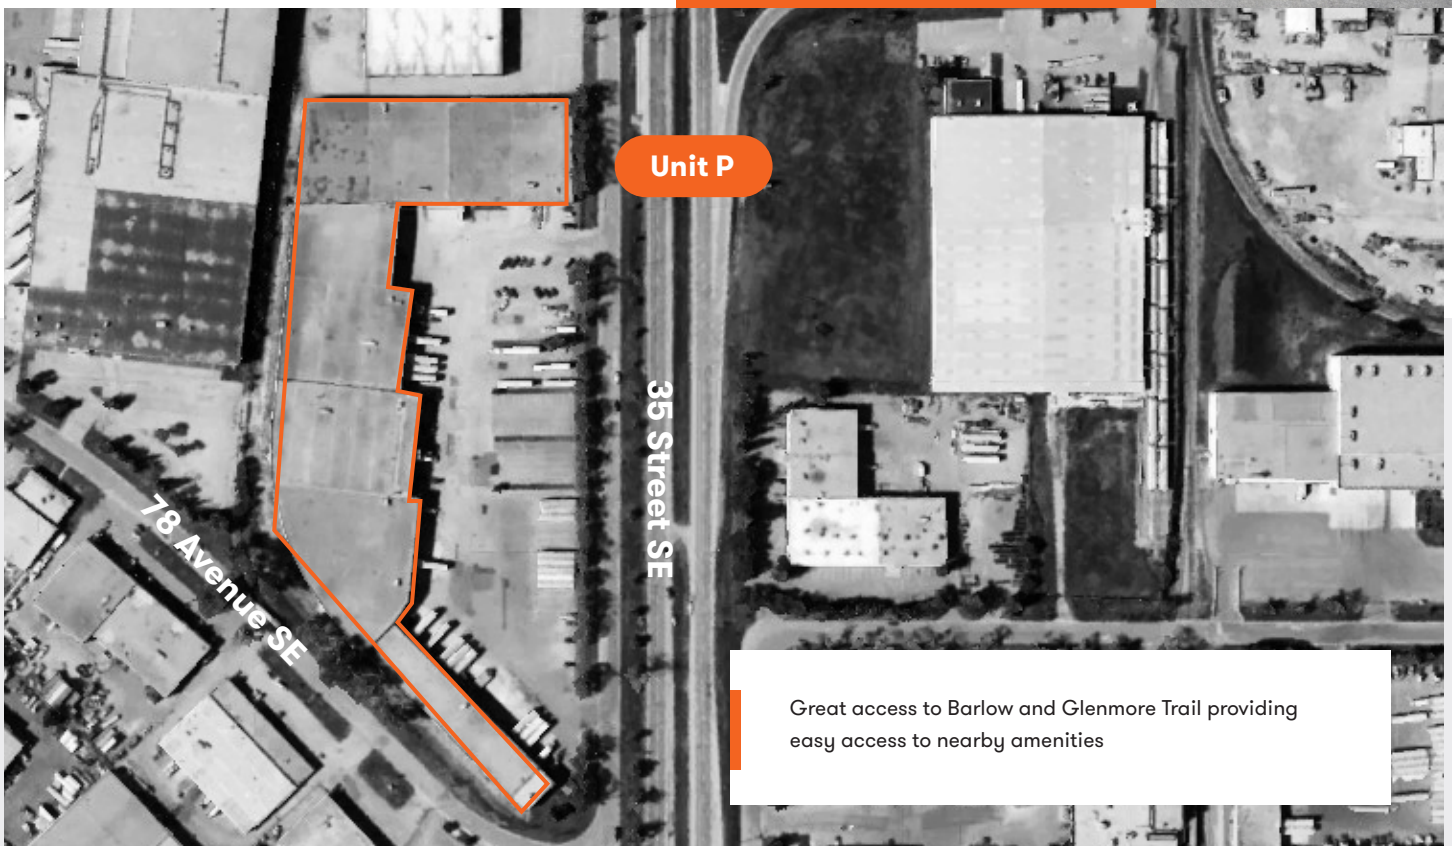 Unit P
35 Street SE
78 Avenue SE
Great access to Barlow and Glenmore Trail providing
easy access to nearby amenities